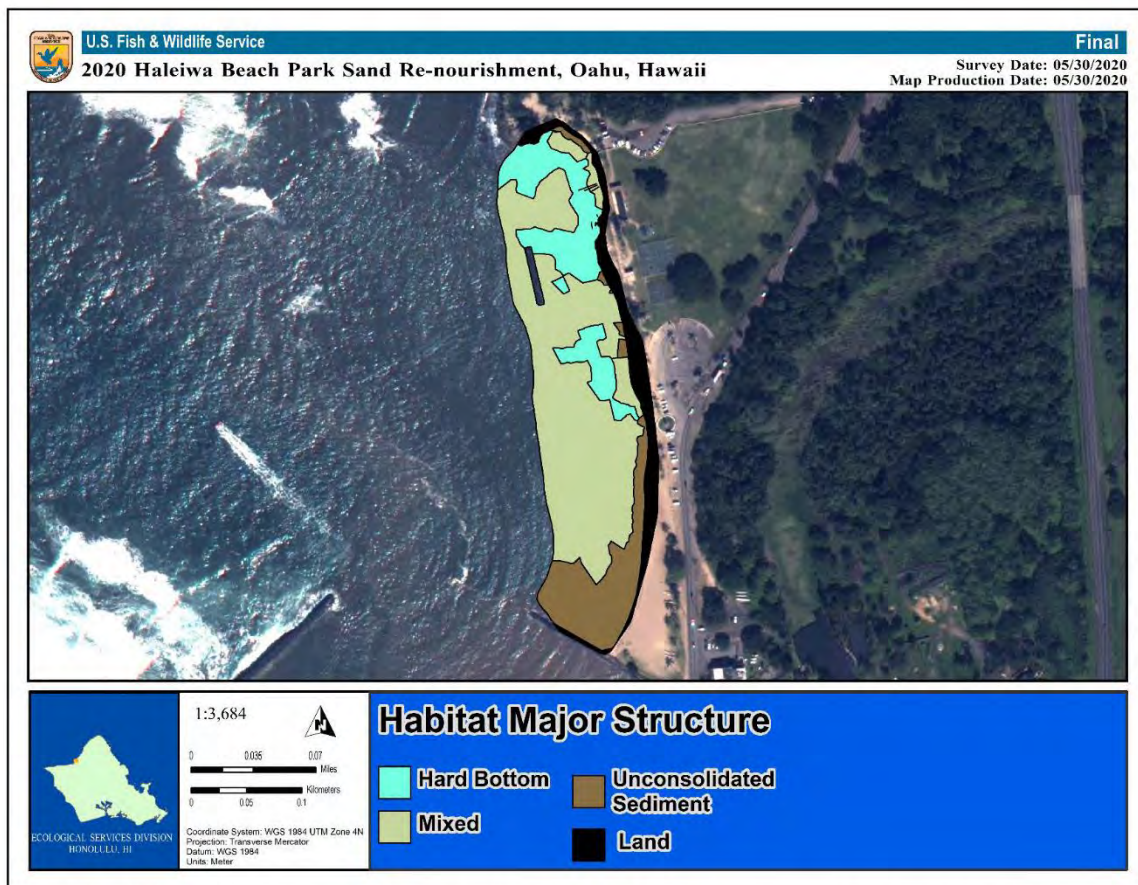 U.S. Fish & Wildlife Service
Final
2020 Haleiwa Beach Park Sand Re-nourishment, Oahu, Hawaii
Survey Date: 05/30/2020
Map Production Date: 05/30/2020
ECOLOGICAL SERVICES DIVISION
HONOLULU, HI
1:3,684
N
0 0.035 0.07
Miles
Kilometers
0 0.05 0.1
Coordinate System: WGS 1984 UTM Zone 4N
Projection: Transverse Mercator
Datum: WGS 1984
Units: Meter
Habitat Major Structure
Hard Bottom
Mixed
Unconsolidated
Sediment
Land